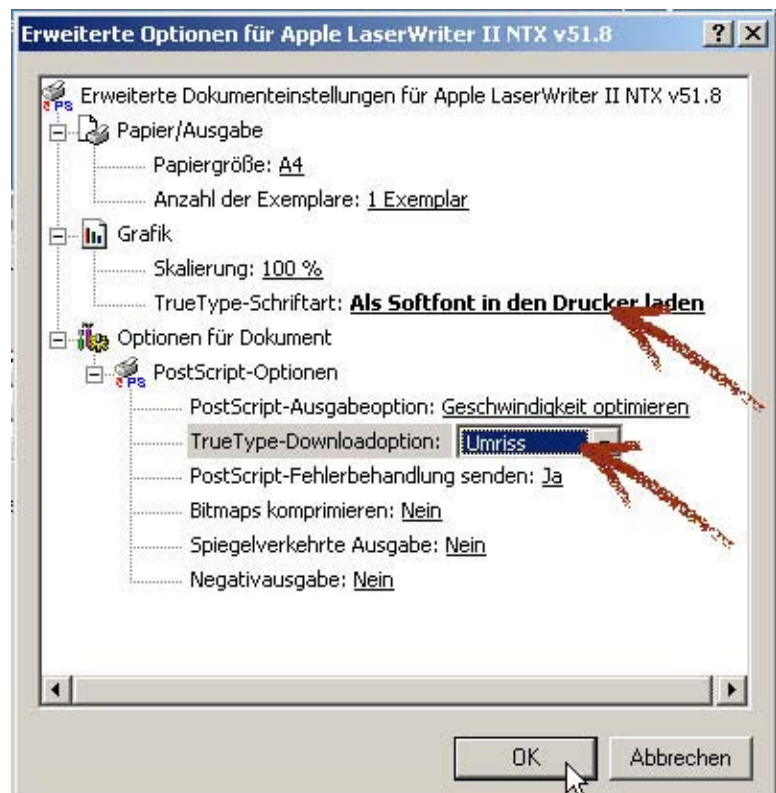 Erweiterte Optionen für Apple LaserWriter II NTX v51.8
Erweiterte Dokumenteinstellungen für Apple LaserWriter II NTX v51.8
Papier/Ausgabe
Papiergröße: A4
Anzahl der Exemplare: 1 Exemplar
Grafik
Skalierung: 100 %
TrueType-Schriftart: Als Softfont in den Drucker laden
Optionen für Dokument
PostScript-Optionen
PostScript-Ausgabeoption: Geschwindigkeit optimieren
TrueType-Downloadoption: Umriss
PostScript-Fehlerbehandlung senden: Ja
Bitmaps komprimieren: Nein
Spiegelverkehrte Ausgabe: Nein
Negativausgabe: Nein
OK Abbrechen